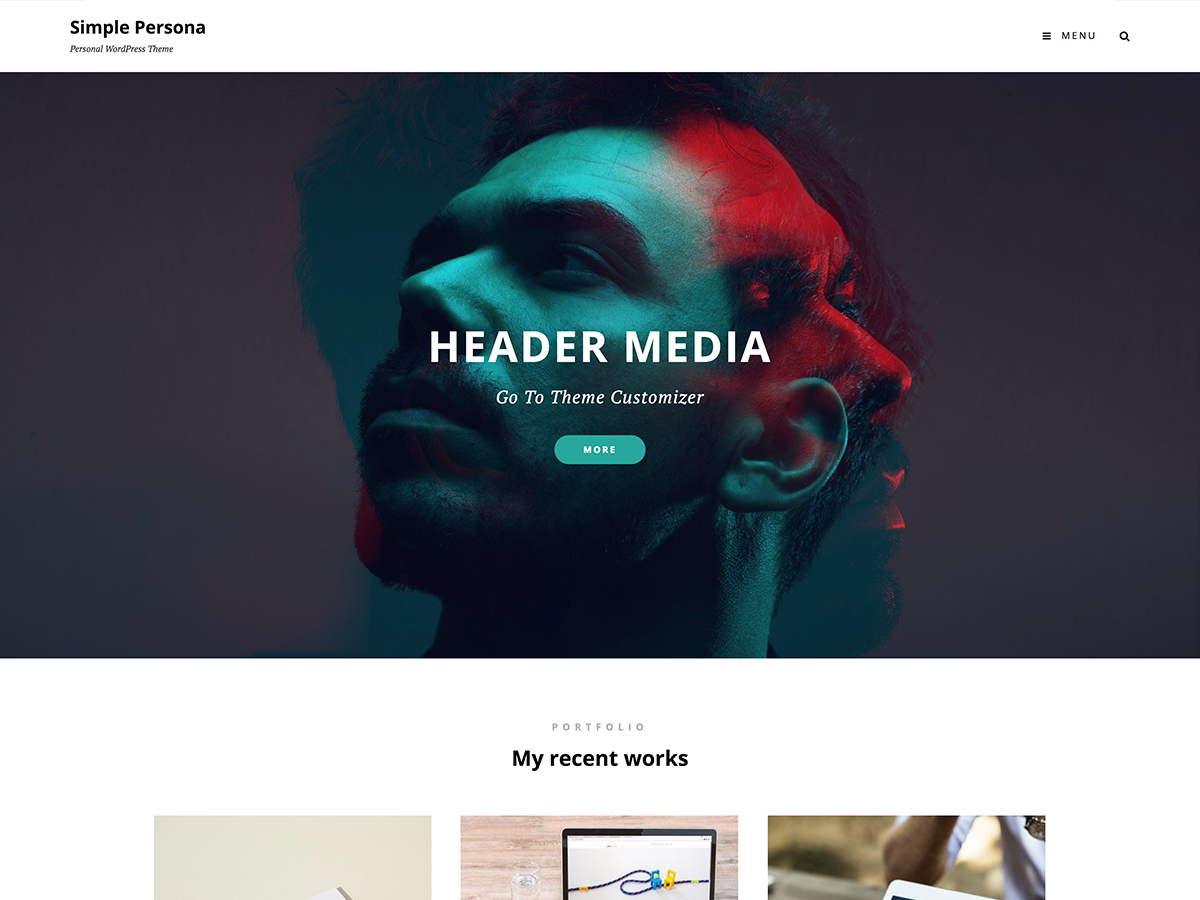 Simple Persona
Personal WordPress Theme
MENU
HEADER MEDIA
Go To Theme Customizer
MORE
PORTFOLIO
My recent works